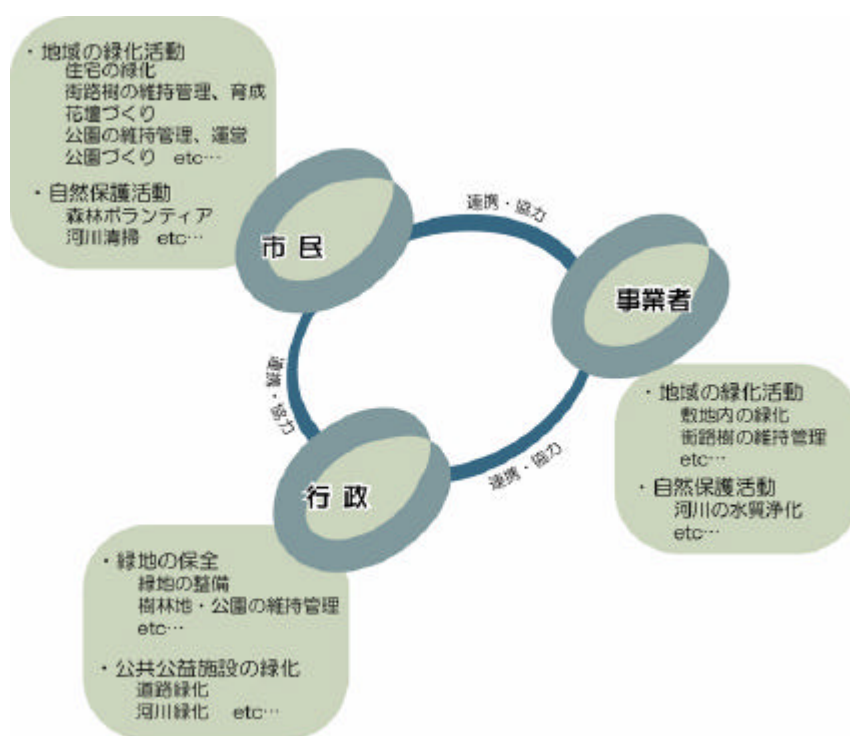 ・地域の緑化活動
住宅の緑化
街路樹の維持管理、育成
花壇づくり
公園の維持管理、運営
公園づくり etc…
・自然保護活動
森林ボランティア
河川清掃 etc…
市民
連携・協力
事業者
・地域の緑化活動
敷地内の緑化
街路樹の維持管理
etc…
・自然保護活動
河川の水質浄化
etc…
連携・協力
連携・協力
行政
・緑地の保全
緑地の整備
樹林地・公園の維持管理
etc…
・公共公益施設の緑化
道路緑化
河川緑化 etc…